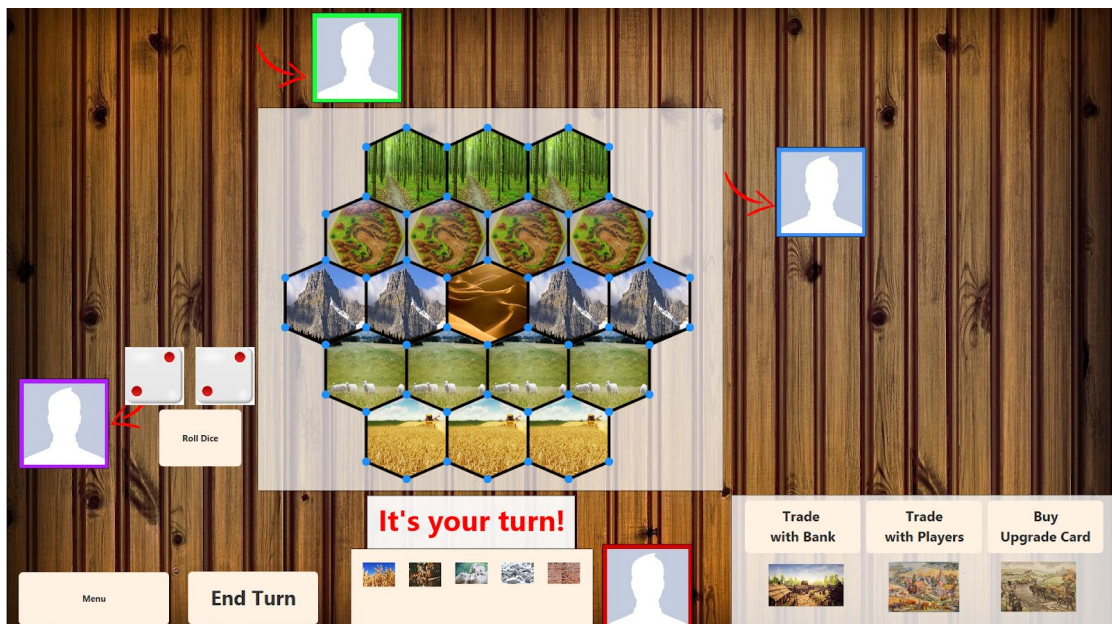 Roll Dice
It's your turn!
Trade
with Bank
Trade
with Players
Buy
Upgrade Card
Menu
End Turn